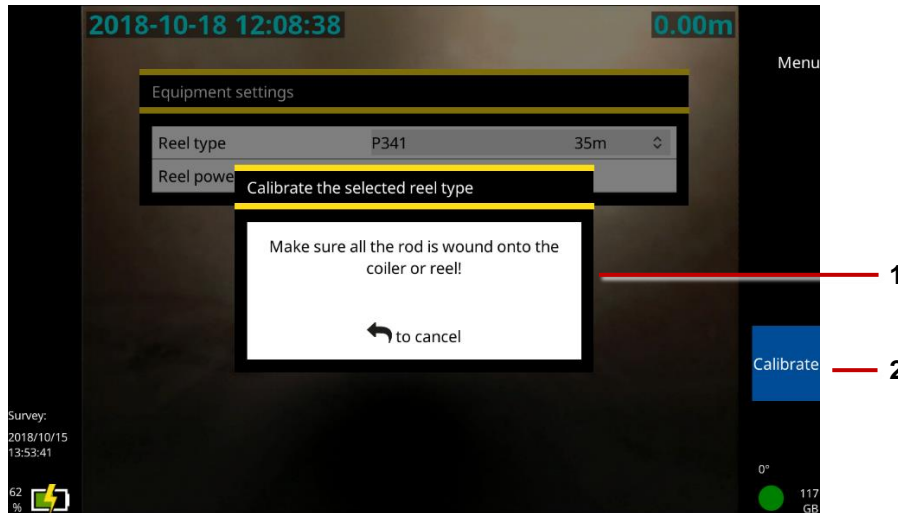 2018-10-18 12:08:38
0.00m
Menu
Equipment settings
Reel type P341 35m
Reel powe
Calibrate the selected reel type
Make sure all the rod is wound onto the
coiler or reel!
to cancel
1
Calibrate
2
Survey:
2018/10/15
13:53:41
62
%
0°
117
GB